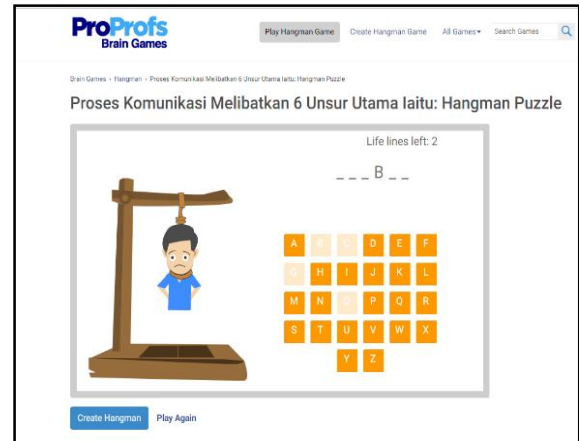 ProProfs
Brain Games
Play Hangman Game
Create Hangman Game
All Games
Search Games
Brain Games › Hangman › Proses Komunikasi Melibatkan 6 Unsur Utama Iaitu: Hangman Puzzle
Proses Komunikasi Melibatkan 6 Unsur Utama Iaitu: Hangman Puzzle
Life lines left: 2
_ _ _ B _ _
A B C D E F
G H I J K L
M N O P Q R
S T U V W X
Y Z
Create Hangman
Play Again